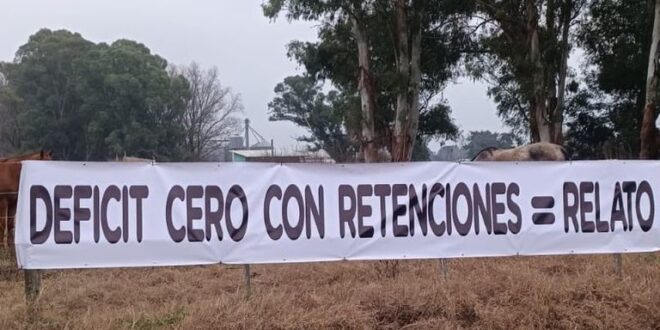 DEFICIT CERO CON RETENCIONES = RELATO